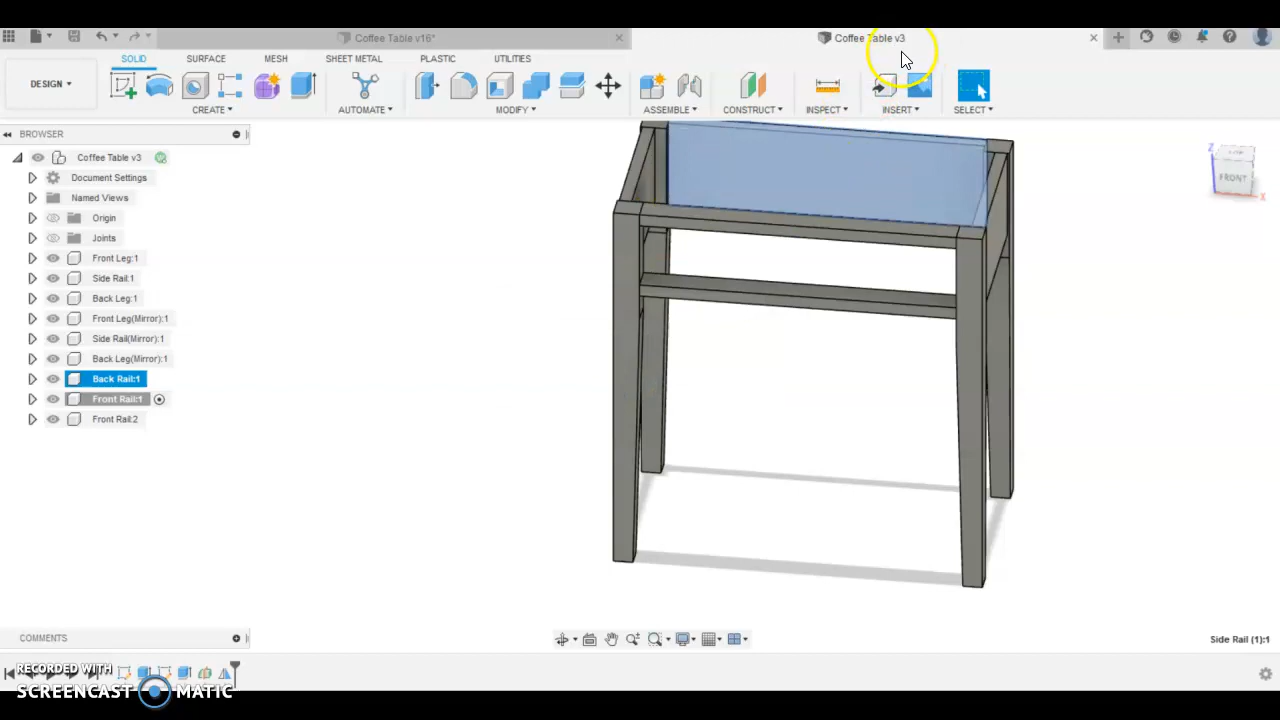 Coffee Table v16*
Coffee Table v3
DESIGN
SOLID
SURFACE
MESH
SHEET METAL
PLASTIC
UTILITIES
CREATE
AUTOMATE
MODIFY
ASSEMBLE
CONSTRUCT
INSPECT
INSERT
SELECT
BROWSER
Coffee Table v3
Document Settings
Named Views
Origin
Joints
Front Leg:1
Side Rail:1
Back Leg:1
Front Leg(Mirror):1
Side Rail(Mirror):1
Back Leg(Mirror):1
Back Rail:1
Front Rail:1
Front Rail:2
Z
FRONT
X
COMMENTS
Side Rail (1):1
RECORDED WITH
SCREENCAST MATIC